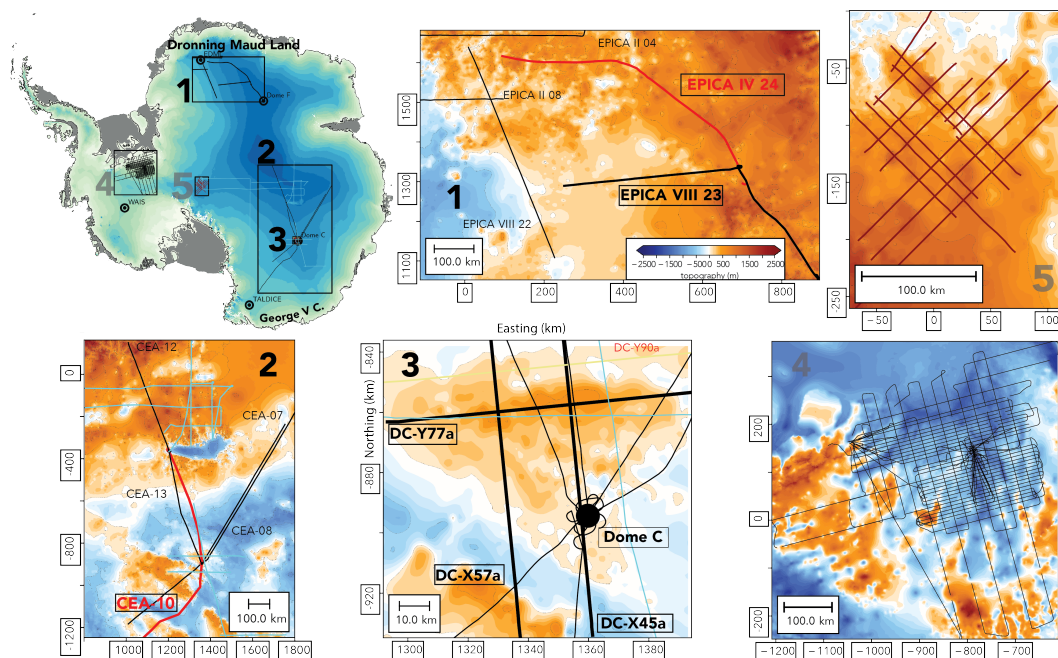 Dronning Maud Land
EDML
1
Dome F
2
4
5
WAIS
3
Dome C
TALDICE
George V C.
EPICA II 04
EPICA IV 24
EPICA II 08
1
EPICA VIII 23
EPICA VIII 22
100.0 km
−2500 −1500 −5000 500 1500 2500
topography (m)
1500
1300
1100
0 200 400 600 800
−50
−150
−250
100.0 km
5
−50 0 50 100
CEA-12
2
CEA-07
CEA-13
CEA-08
CEA-10
100.0 km
0
−400
−800
−1200
1000 1200 1400 1600 1800
Easting (km)
Northing (km)
3
DC-Y90a
DC-Y77a
Dome C
DC-X57a
DC-X45a
10.0 km
−840
−880
−920
1300 1320 1340 1360 1380
4
200
0
−200
100.0 km
−1200 −1100 −1000 −900 −800 −700